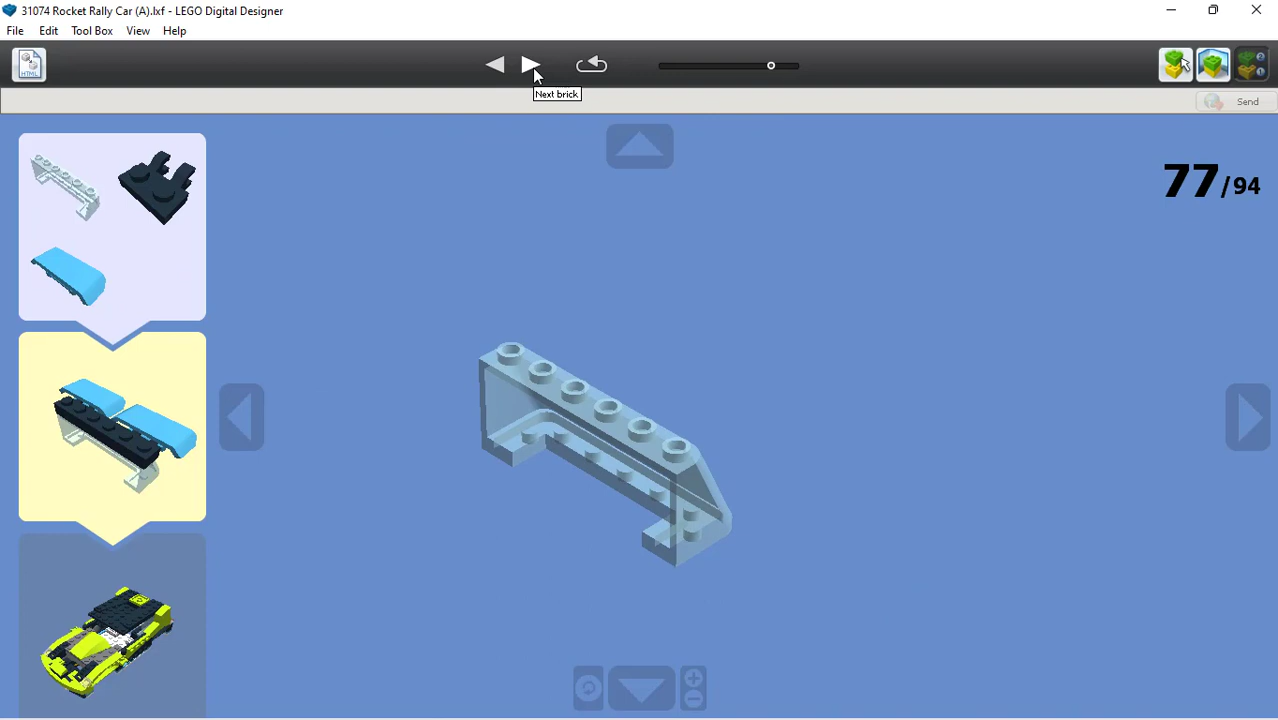 31074 Rocket Rally Car (A).lxf - LEGO Digital Designer
File Edit Tool Box View Help
HTML
Next brick
Send
77/94